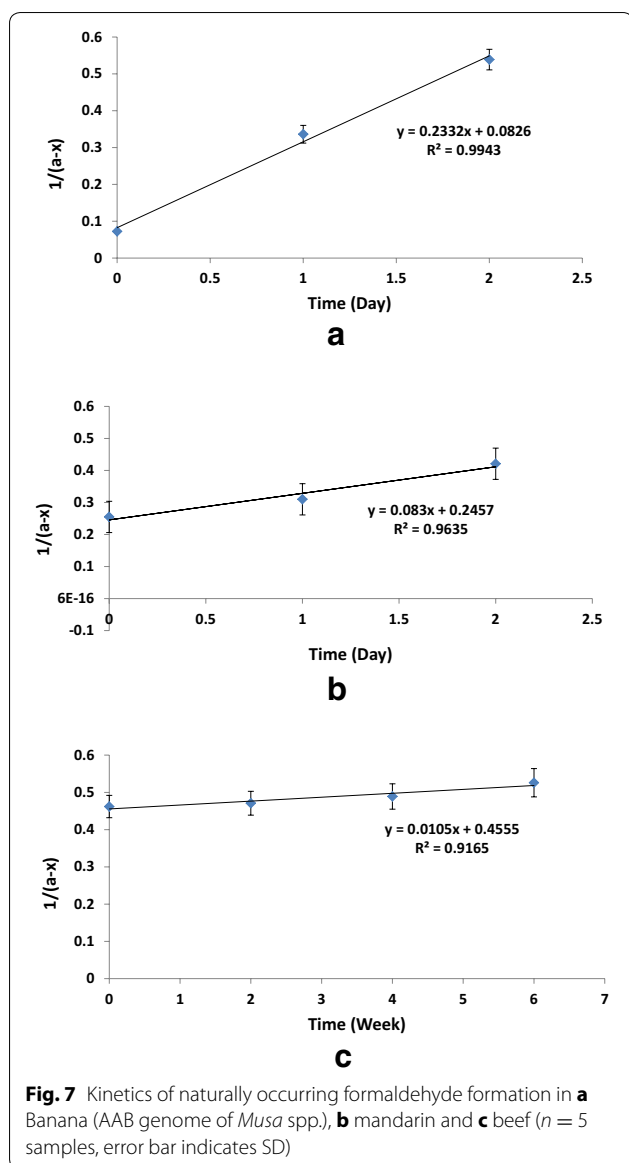 0.6
0.5
0.4
0.3
0.2
0.1
0
1/(a-x)
y = 0.2332x + 0.0826
R² = 0.9943
0 0.5 1 1.5 2 2.5
Time (Day)
a
0.6
0.5
0.4
0.3
0.2
0.1
6E-16
-0.1
1/(a-x)
y = 0.083x + 0.2457
R² = 0.9635
0 0.5 1 1.5 2 2.5
Time (Day)
b
0.6
0.5
0.4
0.3
0.2
0.1
0
1/(a-x)
y = 0.0105x + 0.4555
R² = 0.9165
0 1 2 3 4 5 6 7
Time (Week)
c
Fig. 7 Kinetics of naturally occurring formaldehyde formation in a
Banana (AAB genome of Musa spp.), b mandarin and c beef (n = 5
samples, error bar indicates SD)